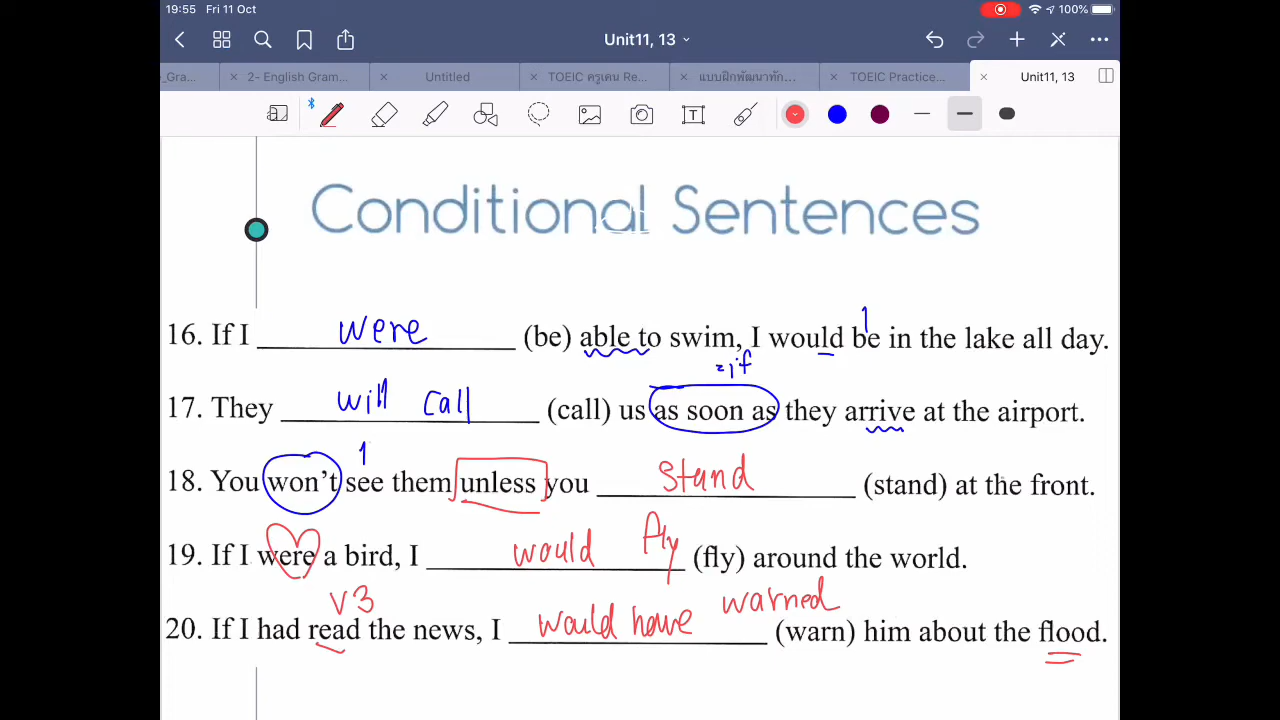 19:55 Fri 11 Oct 100%
Unit11, 13
_Gra... 2- English Gram... Untitled TOEIC ครูเดน Re... แบบฝึกพัฒนาทัก... TOEIC Practice... Unit11, 13
Conditional Sentences
16. If I were (be) able to swim, I would be in the lake all day.
1
= if
17. They will call (call) us as soon as they arrive at the airport.
1
18. You won't see them unless you stand (stand) at the front.
19. If I were a bird, I would fly (fly) around the world.
V3
20. If I had read the news, I would have warned (warn) him about the flood.